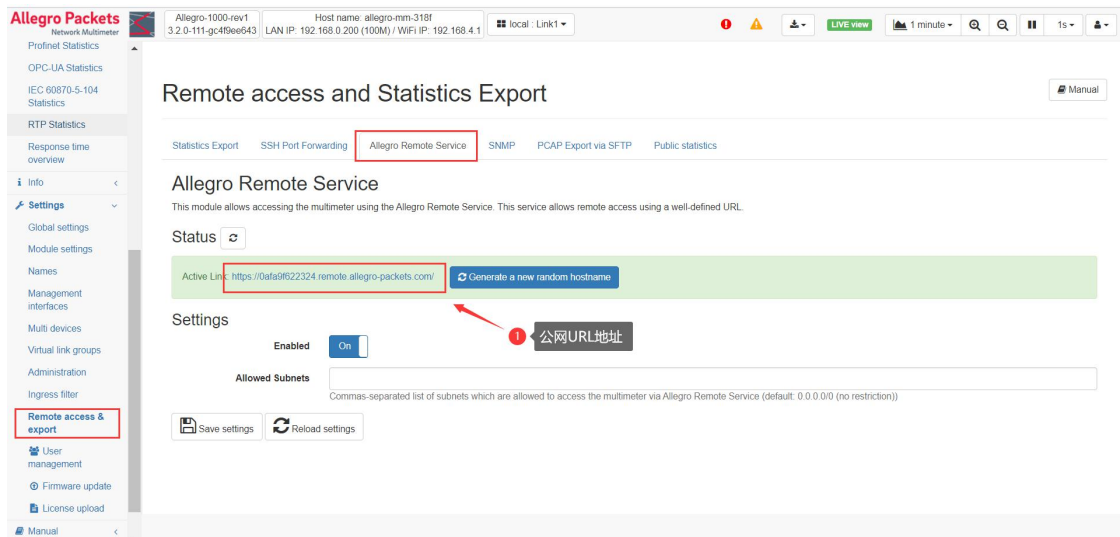 Allegro Packets
Network Multimeter
Allegro-1000-rev1
3.2.0-111-gc4f9ee643
Host name: allegro-mm-318f
LAN IP: 192.168.0.200 (100M) / WiFi IP: 192.168.4.1
local : Link1
LIVE view
1 minute
1s
Profinet Statistics
OPC-UA Statistics
IEC 60870-5-104
Statistics
RTP Statistics
Response time
overview
Info
Settings
Global settings
Module settings
Names
Management
interfaces
Multi devices
Virtual link groups
Administration
Ingress filter
Remote access &
export
User
management
Firmware update
License upload
Manual
Remote access and Statistics Export
Manual
Statistics Export
SSH Port Forwarding
Allegro Remote Service
SNMP
PCAP Export via SFTP
Public statistics
Allegro Remote Service
This module allows accessing the multimeter using the Allegro Remote Service. This service allows remote access using a well-defined URL.
Status
Active Link: https://0afa9f622324.remote.allegro-packets.com/
Generate a new random hostname
1 公网URL地址
Settings
Enabled
On
Allowed Subnets
Commas-separated list of subnets which are allowed to access the multimeter via Allegro Remote Service (default: 0.0.0.0/0 (no restriction))
Save settings
Reload settings